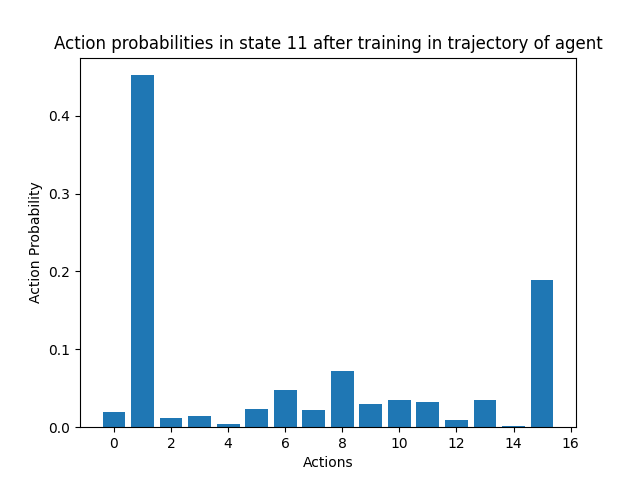 Action probabilities in state 11 after training in trajectory of agent
0.4
0.3
0.2
0.1
0.0
Action Probability
0 2 4 6 8 10 12 14 16
Actions